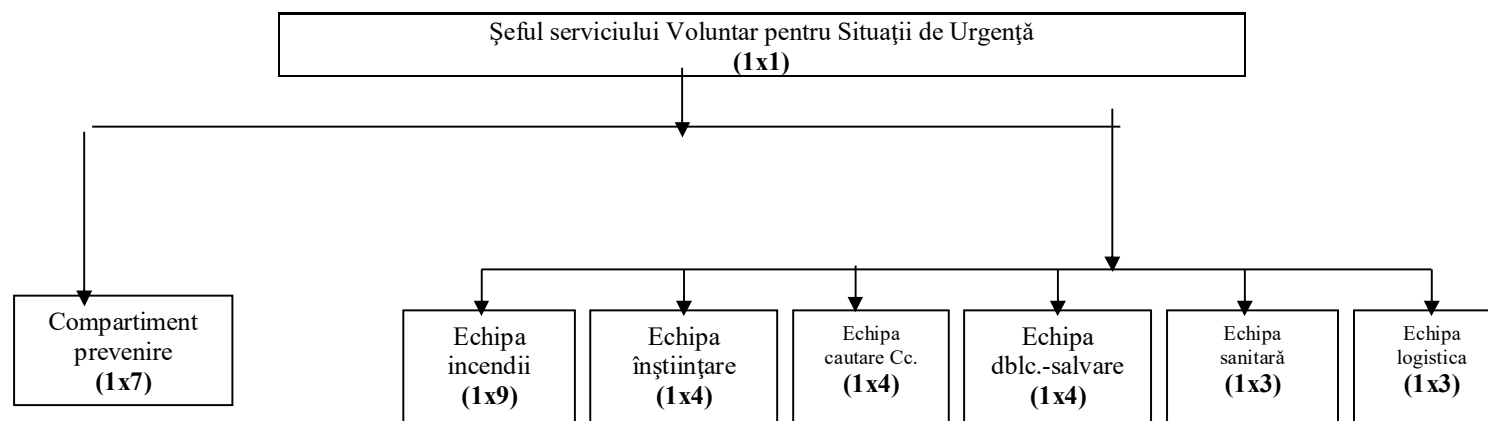 Şeful serviciului Voluntar pentru Situaţii de Urgenţă
(1x1)
Compartiment
prevenire
(1x7)
Echipa
incendii
(1x9)
Echipa
înştiinţare
(1x4)
Echipa
cautare Cc.
(1x4)
Echipa
dblc.-salvare
(1x4)
Echipa
sanitară
(1x3)
Echipa
logistica
(1x3)